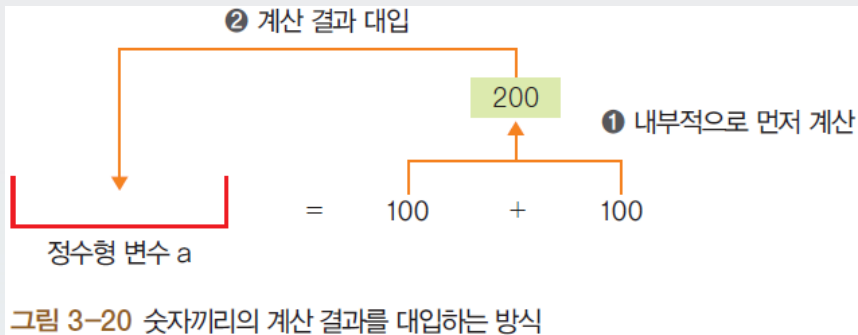 ❷ 계산 결과 대입
200
❶ 내부적으로 먼저 계산
= 100 + 100
정수형 변수 a
그림 3-20 숫자끼리의 계산 결과를 대입하는 방식